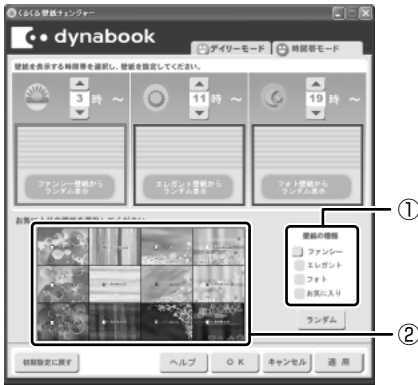 くるくる壁紙チェンジャー
dynabook
デイリーモード
時間帯モード
壁紙を表示する時間帯を選択し、壁紙を設定してください。
3 時 ～
11 時 ～
19 時 ～
ファンシー壁紙から
ランダム表示
エレガント壁紙から
ランダム表示
フォト壁紙から
ランダム表示
①
壁紙の種類
ファンシー
エレガント
フォト
お気に入り
ランダム
②
初期設定に戻す
ヘルプ
OK
キャンセル
適用